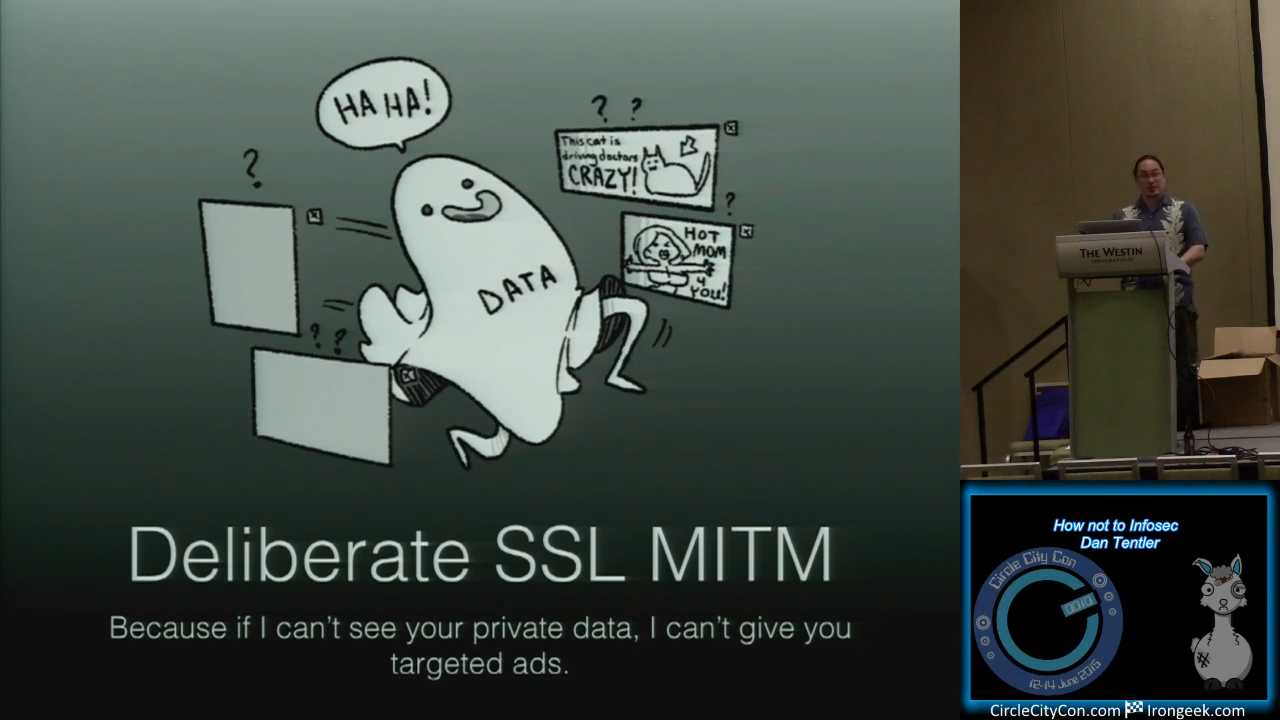 HA HA!
? ?
This cat is
driving doctors
CRAZY!
?
?
HOT
MOM
4
YOU!
DATA
? ?
Deliberate SSL MITM
Because if I can't see your private data, I can't give you
targeted ads.
THE WESTIN
INDIANAPOLIS
How not to Infosec
Dan Tentler
Circle City Con
12-14 June 2015
CircleCityCon.com Irongeek.com